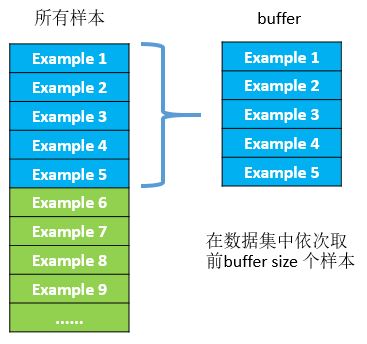 所有样本
Example 1
Example 2
Example 3
Example 4
Example 5
Example 6
Example 7
Example 8
Example 9
......
buffer
Example 1
Example 2
Example 3
Example 4
Example 5
在数据集中依次取
前buffer size 个样本